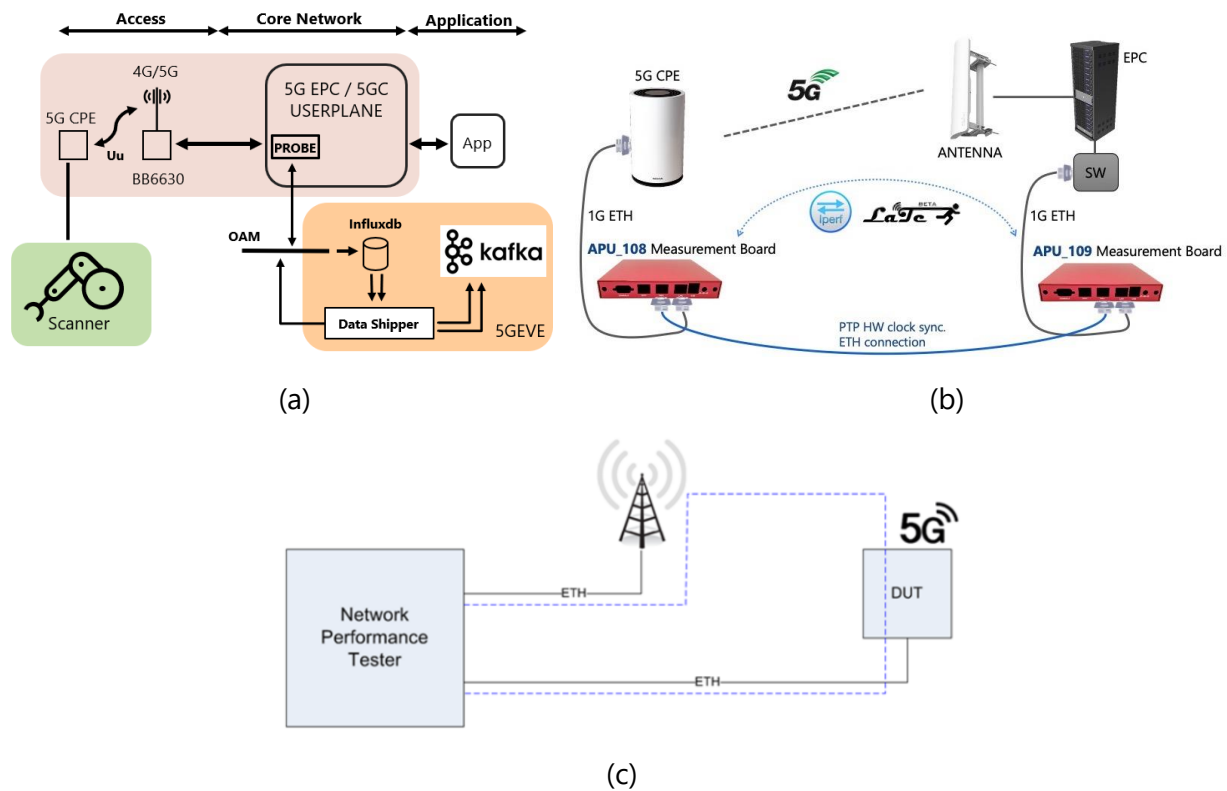 Access
Core Network
Application
4G/5G
5G CPE
Uu
BB6630
5G EPC / 5GC
USERPLANE
PROBE
App
OAM
Influxdb
kafka
Data Shipper
5GEVE
Scanner
(a)
5G CPE
5G
ANTENNA
EPC
SW
1G ETH
iperf
LaTe
BETA
1G ETH
APU_108 Measurement Board
APU_109 Measurement Board
PTP HW clock sync.
ETH connection
(b)
5G
Network
Performance
Tester
ETH
DUT
ETH
(c)